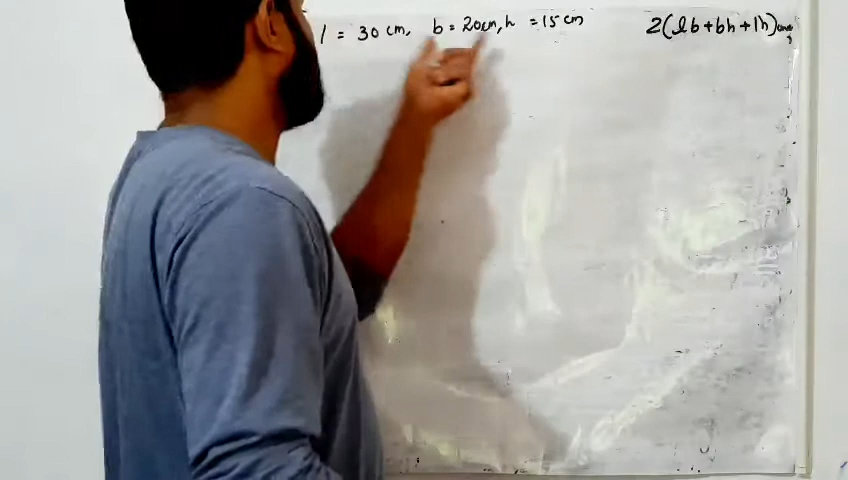 l = 30 cm, b = 20cm, h = 15 cm 2(lb+bh+lh)